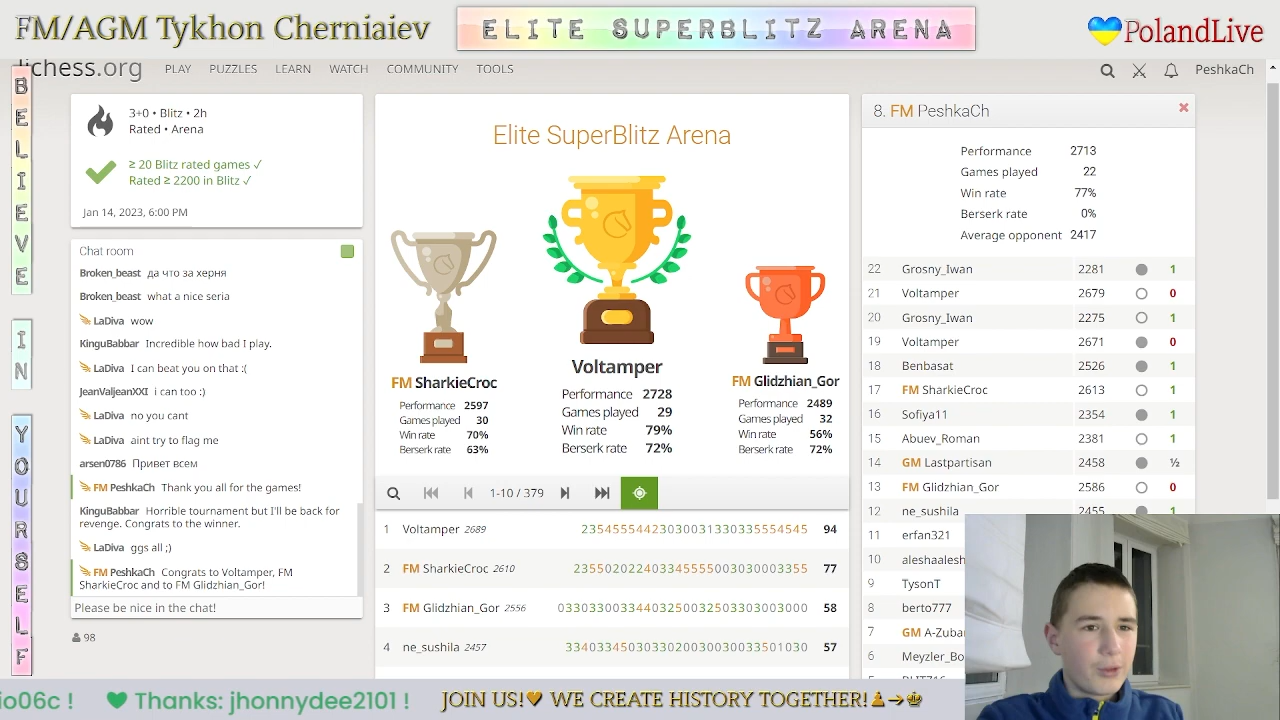 FM/AGM Tykhon Cherniaiev
ELITE SUPERBLITZ ARENA
PolandLive
lichess.org
PLAY PUZZLES LEARN WATCH COMMUNITY TOOLS
PeshkaCh
BELIEVE
IN
YOURSELF
3+0 • Blitz • 2h
Rated • Arena
≥ 20 Blitz rated games ✓
Rated ≥ 2200 in Blitz ✓
Jan 14, 2023, 6:00 PM
Chat room
Broken_beast да что за херня
Broken_beast what a nice seria
LaDiva wow
KinguBabbar Incredible how bad I play.
LaDiva I can beat you on that :(
JeanValjeanXXI i can too :)
LaDiva no you cant
LaDiva aint try to flag me
arsen0786 Привет всем
FM PeshkaCh Thank you all for the games!
KinguBabbar Horrible tournament but I'll be back for
revenge. Congrats to the winner.
LaDiva ggs all ;)
FM PeshkaCh Congrats to Voltamper, FM
SharkieCroc and to FM Glidzhian_Gor!
Please be nice in the chat!
98
Elite SuperBlitz Arena
FM SharkieCroc
Performance 2597
Games played 30
Win rate 70%
Berserk rate 63%
Voltamper
Performance 2728
Games played 29
Win rate 79%
Berserk rate 72%
FM Glidzhian_Gor
Performance 2489
Games played 32
Win rate 56%
Berserk rate 72%
1-10 / 379
1 Voltamper 2689 23545554423030031330335554545 94
2 FM SharkieCroc 2610 77
3 FM Glidzhian_Gor 2556 58
4 ne_sushila 2457 57
8. FM PeshkaCh
Performance 2713
Games played 22
Win rate 77%
Berserk rate 0%
Average opponent 2417
22 Grosny_Iwan 2281 1
21 Voltamper 2679 0
20 Grosny_Iwan 2275 1
19 Voltamper 2671 0
18 Benbasat 2526 1
17 FM SharkieCroc 2613 1
16 Sofiya11 2354 1
15 Abuev_Roman 2381 1
14 GM Lastpartisan 2458 ½
13 FM Glidzhian_Gor 2586 0
12 ne_sushila 2455 1
11 erfan321
10 aleshaalesh
9 TysonT
8 berto777
7 GM A-Zuba
6 Meyzler_Bo
io06c !
Thanks: jhonnydee2101 !
JOIN US!♥ WE CREATE HISTORY TOGETHER!♟→♚